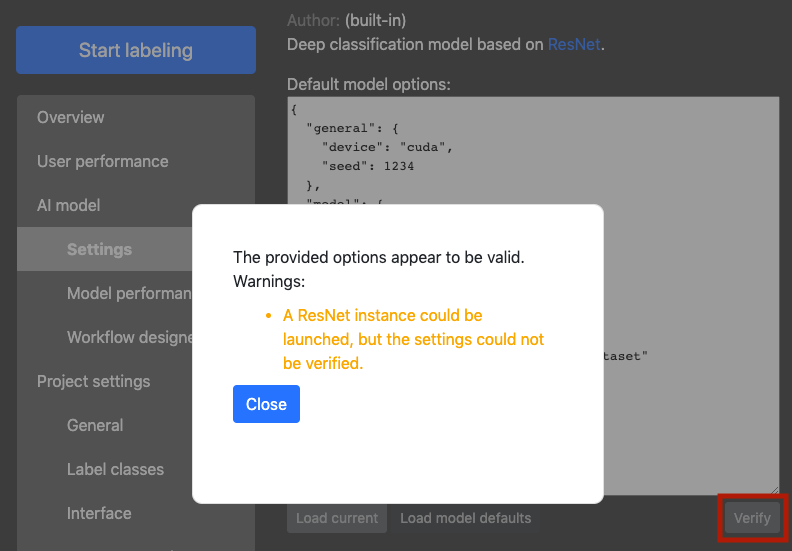 Author: (built-in)
Deep classification model based on ResNet.
Start labeling
Default model options:
{
"general": {
"device": "cuda",
"seed": 1234
},
"model": {
Overview
User performance
AI model
Settings
Model performan
Workflow designe
Project settings
General
Label classes
Interface
The provided options appear to be valid.
Warnings:
• A ResNet instance could be
launched, but the settings could not
be verified.
Close
taset"
Load current
Load model defaults
Verify